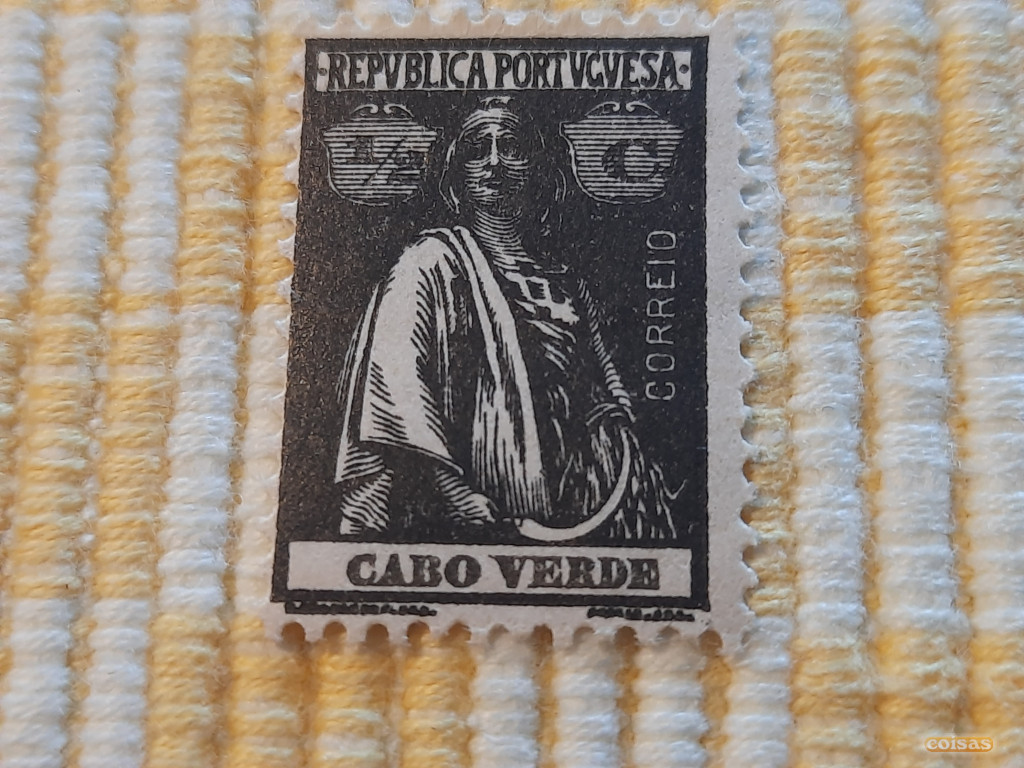 ·REPVBLICA PORTVGVESA·
1/2 C
CORREIO
CABO VERDE
coisas